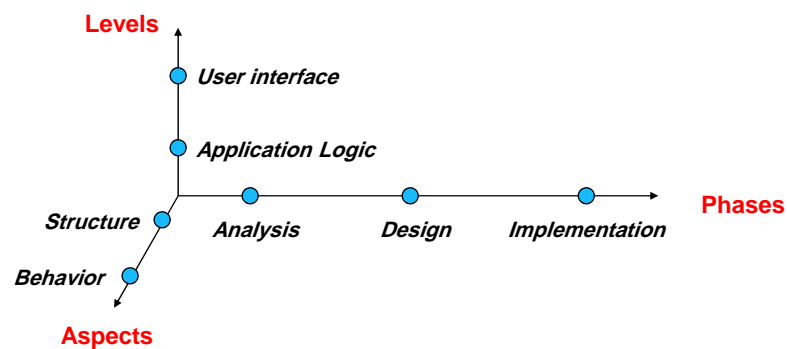 Levels
User interface
Application Logic
Phases
Structure
Analysis
Design
Implementation
Behavior
Aspects